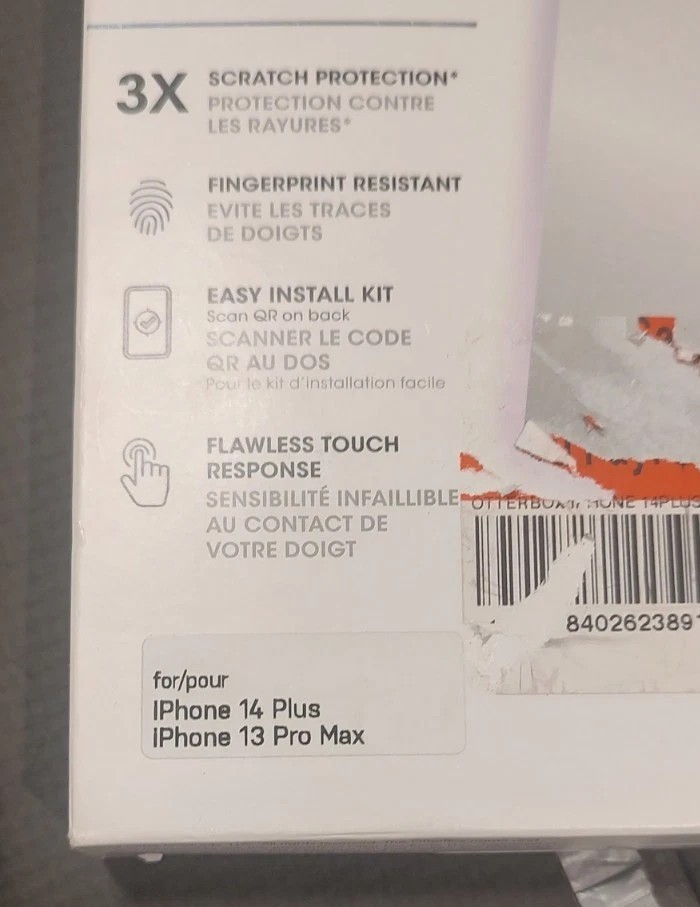 3X
SCRATCH PROTECTION*
PROTECTION CONTRE
LES RAYURES*
FINGERPRINT RESISTANT
EVITE LES TRACES
DE DOIGTS
EASY INSTALL KIT
Scan QR on back
SCANNER LE CODE
QR AU DOS
Pour le kit d'installation facile
FLAWLESS TOUCH
RESPONSE
SENSIBILITÉ INFAILLIBLE
AU CONTACT DE
VOTRE DOIGT
14PLUS
840262389
for/pour
iPhone 14 Plus
iPhone 13 Pro Max